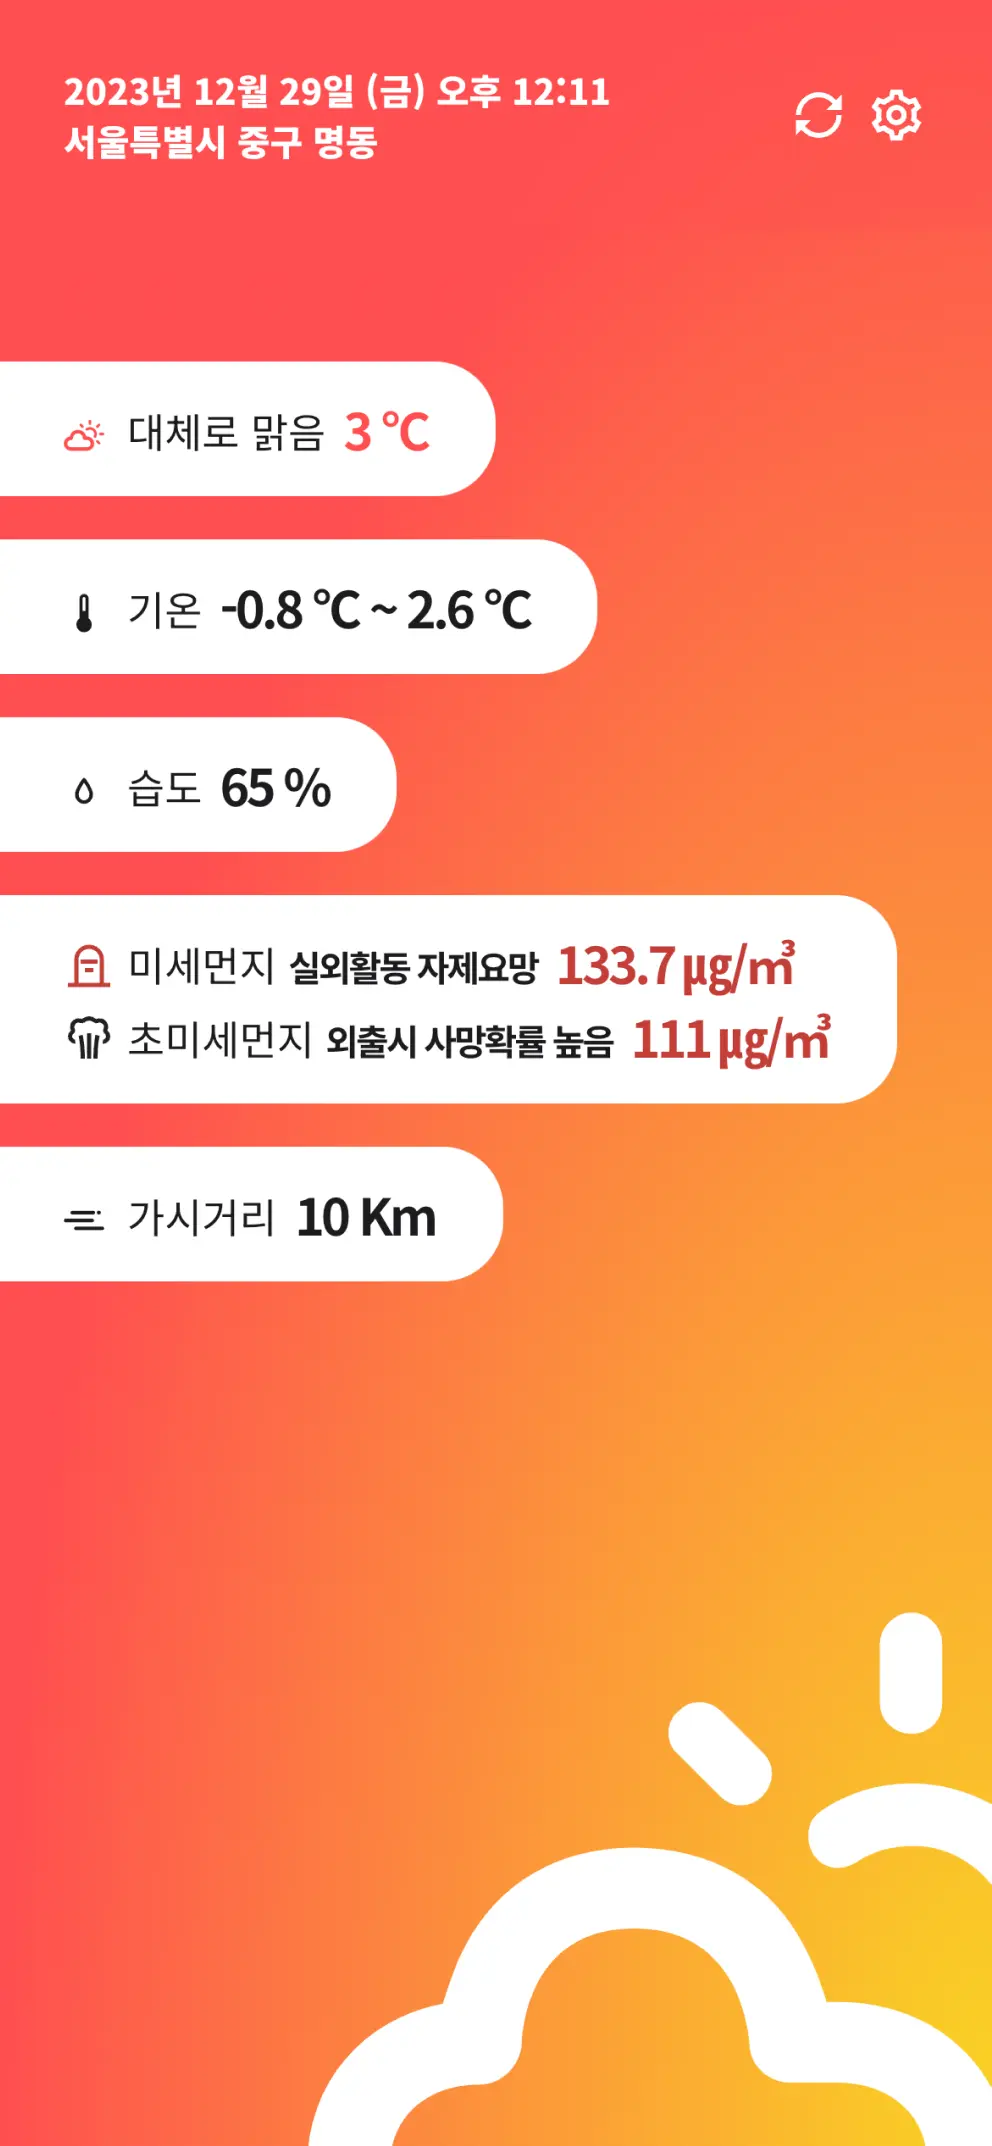 2023년 12월 29일 (금) 오후 12:11
서울특별시 중구 명동
대체로 맑음 3 ℃
기온 -0.8 ℃ ~ 2.6 ℃
습도 65 %
미세먼지 실외활동 자제요망 133.7 ㎍/㎥
초미세먼지 외출시 사망확률 높음 111 ㎍/㎥
가시거리 10 Km